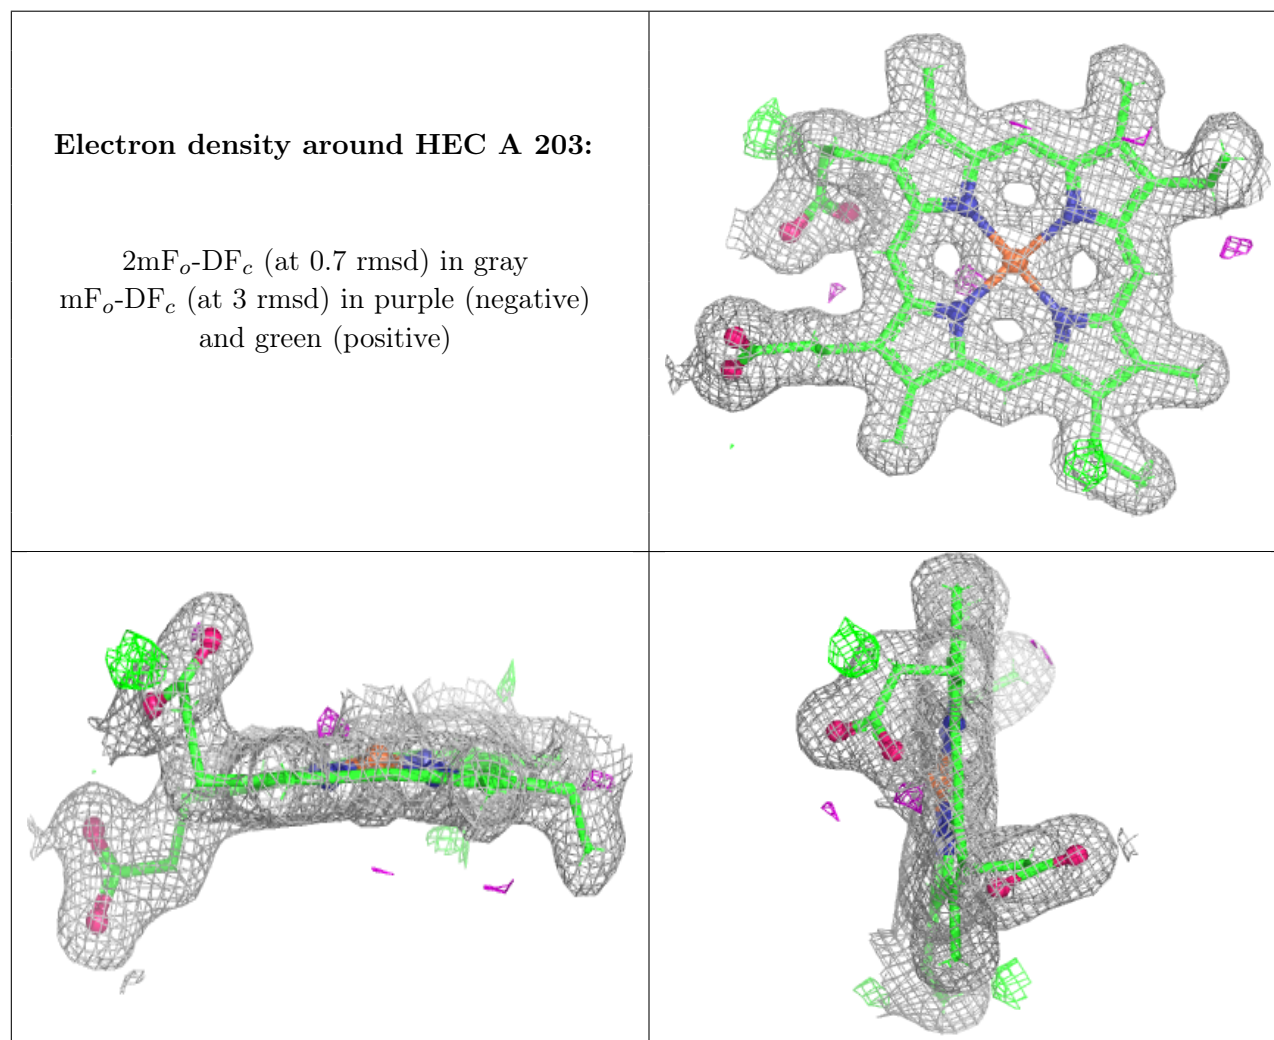 Electron density around HEC A 203:
2mFo-DFc (at 0.7 rmsd) in gray
mFo-DFc (at 3 rmsd) in purple (negative)
and green (positive)